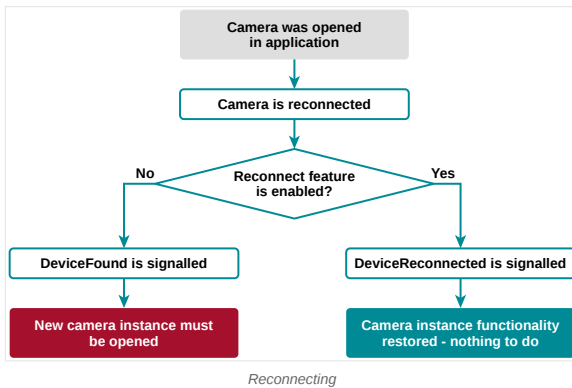 Camera was opened
in application
Camera is reconnected
No
Reconnect feature
is enabled?
Yes
DeviceFound is signalled
DeviceReconnected is signalled
New camera instance must
be opened
Camera instance functionality
restored - nothing to do
Reconnecting